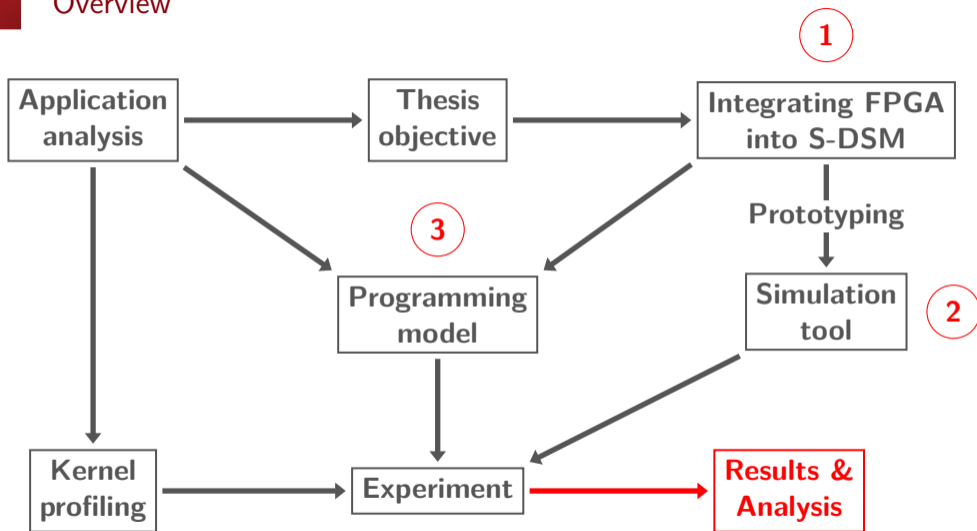 Overview
1
Application
analysis
Thesis
objective
Integrating FPGA
into S-DSM
Prototyping
3
Programming
model
Simulation
tool
2
Kernel
profiling
Experiment
Results &
Analysis